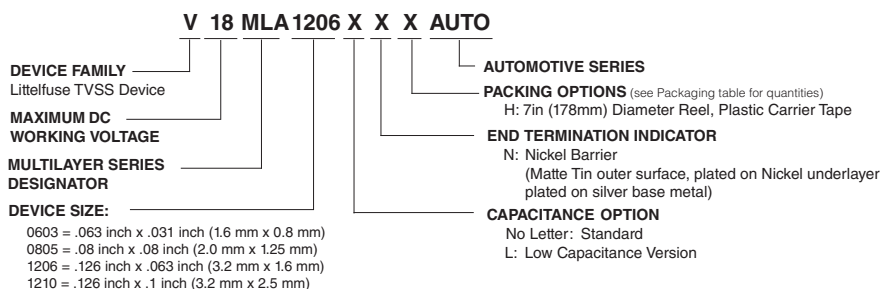 V 18 MLA 1206 X X X AUTO
DEVICE FAMILY
Littelfuse TVSS Device
MAXIMUM DC
WORKING VOLTAGE
MULTILAYER SERIES
DESIGNATOR
DEVICE SIZE:
0603 = .063 inch x .031 inch (1.6 mm x 0.8 mm)
0805 = .08 inch x .08 inch (2.0 mm x 1.25 mm)
1206 = .126 inch x .063 inch (3.2 mm x 1.6 mm)
1210 = .126 inch x .1 inch (3.2 mm x 2.5 mm)
AUTOMOTIVE SERIES
PACKING OPTIONS (see Packaging table for quantities)
H: 7in (178mm) Diameter Reel, Plastic Carrier Tape
END TERMINATION INDICATOR
N: Nickel Barrier
(Matte Tin outer surface, plated on Nickel underlayer
plated on silver base metal)
CAPACITANCE OPTION
No Letter: Standard
L: Low Capacitance Version